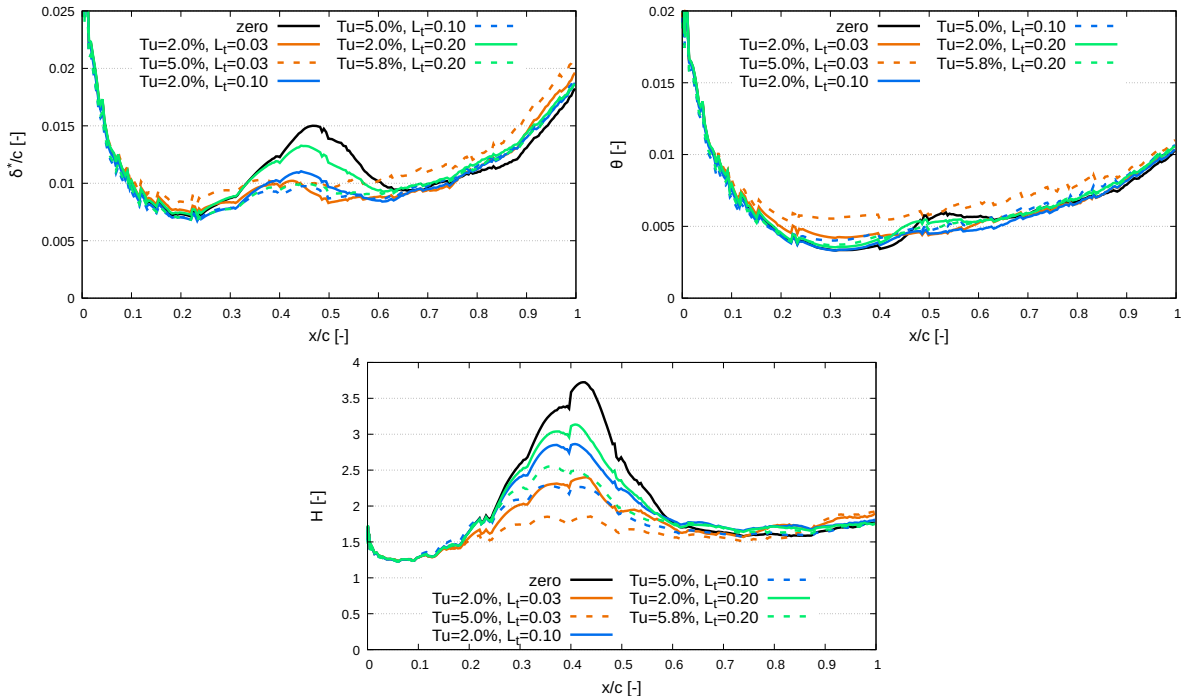 0.025
0.02
0.015
0.01
0.005
0
δ*/c [-]
zero
Tu=2.0%, Lt=0.03
Tu=5.0%, Lt=0.03
Tu=2.0%, Lt=0.10
Tu=5.0%, Lt=0.10
Tu=2.0%, Lt=0.20
Tu=5.8%, Lt=0.20
0 0.1 0.2 0.3 0.4 0.5 0.6 0.7 0.8 0.9 1
x/c [-]
0.02
0.015
0.01
0.005
0
θ [-]
zero
Tu=2.0%, Lt=0.03
Tu=5.0%, Lt=0.03
Tu=2.0%, Lt=0.10
Tu=5.0%, Lt=0.10
Tu=2.0%, Lt=0.20
Tu=5.8%, Lt=0.20
0 0.1 0.2 0.3 0.4 0.5 0.6 0.7 0.8 0.9 1
x/c [-]
4
3.5
3
2.5
2
1.5
1
0.5
0
H [-]
zero
Tu=2.0%, Lt=0.03
Tu=5.0%, Lt=0.03
Tu=2.0%, Lt=0.10
Tu=5.0%, Lt=0.10
Tu=2.0%, Lt=0.20
Tu=5.8%, Lt=0.20
0 0.1 0.2 0.3 0.4 0.5 0.6 0.7 0.8 0.9 1
x/c [-]